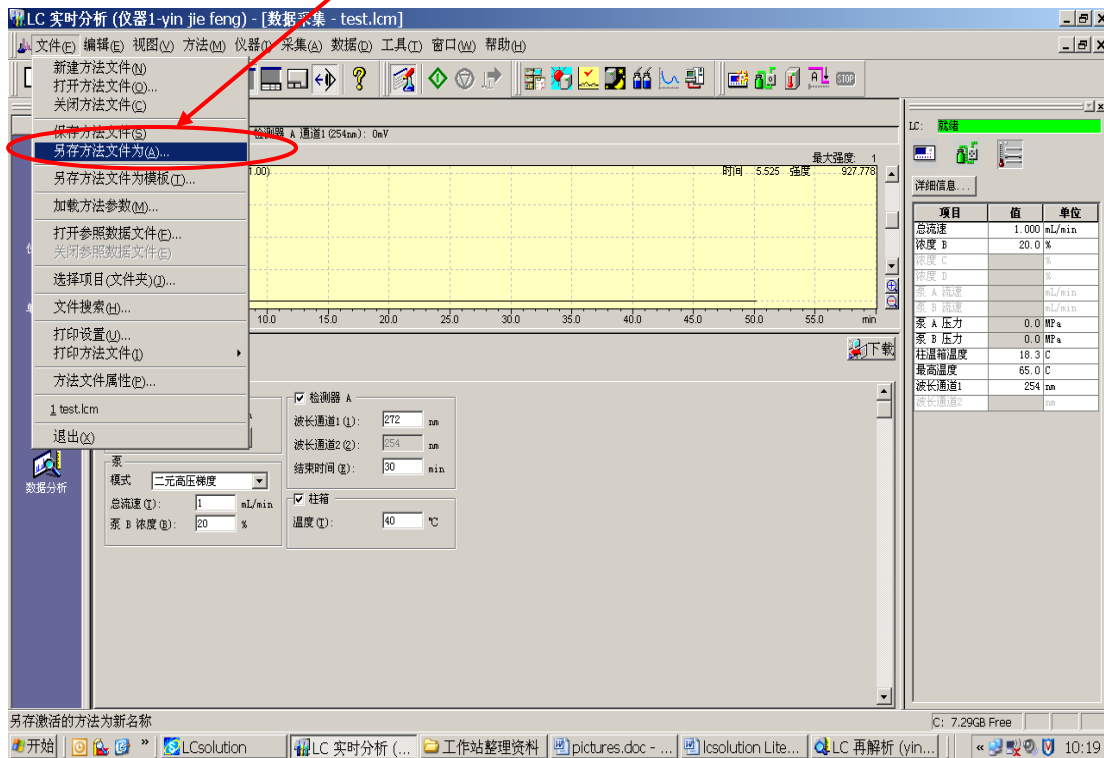 LC 实时分析 (仪器1-yin jie feng) - [数据采集 - test.lcm]
文件(F) 编辑(E) 视图(V) 方法(M) 仪器(I) 采集(A) 数据(D) 工具(T) 窗口(W) 帮助(H)
新建方法文件(N)
打开方法文件(O)...
关闭方法文件(C)
保存方法文件(S)
另存方法文件为(A)...
另存方法文件为模板(T)...
加载方法参数(M)...
打开参照数据文件(F)...
关闭参照数据文件(E)
选择项目(文件夹)(J)...
文件搜索(H)...
打印设置(U)...
打印方法文件(I)
方法文件属性(P)...
1 test.lcm
退出(X)
数据分析
检测器 A 通道1 (254nm): 0mV
最大强度: 1
1.00) 时间 5.525 强度 927.778
10.0 15.0 20.0 25.0 30.0 35.0 40.0 45.0 50.0 55.0 min
下载
泵
模式 二元高压梯度
总流速(T): 1 mL/min
泵 B 浓度(B): 20 %
检测器 A
波长通道1(1): 272 nm
波长通道2(2): 254 nm
结束时间(E): 30 min
柱箱
温度(T): 40 ℃
STOP
LC: 就绪
详细信息...
项目 值 单位
总流速 1.000 mL/min
浓度 B 20.0 %
浓度 C %
浓度 D %
泵 A 流速 mL/min
泵 B 流速 mL/min
泵 A 压力 0.0 MPa
泵 B 压力 0.0 MPa
柱温箱温度 18.3 C
最高温度 65.0 C
波长通道1 254 nm
波长通道2 nm
另存激活的方法为新名称
C: 7.29GB Free
开始 LCsolution LC 实时分析 (... 工作站整理资料 pictures.doc - ... lcsolution Lite... LC 再解析 (yin... 10:19